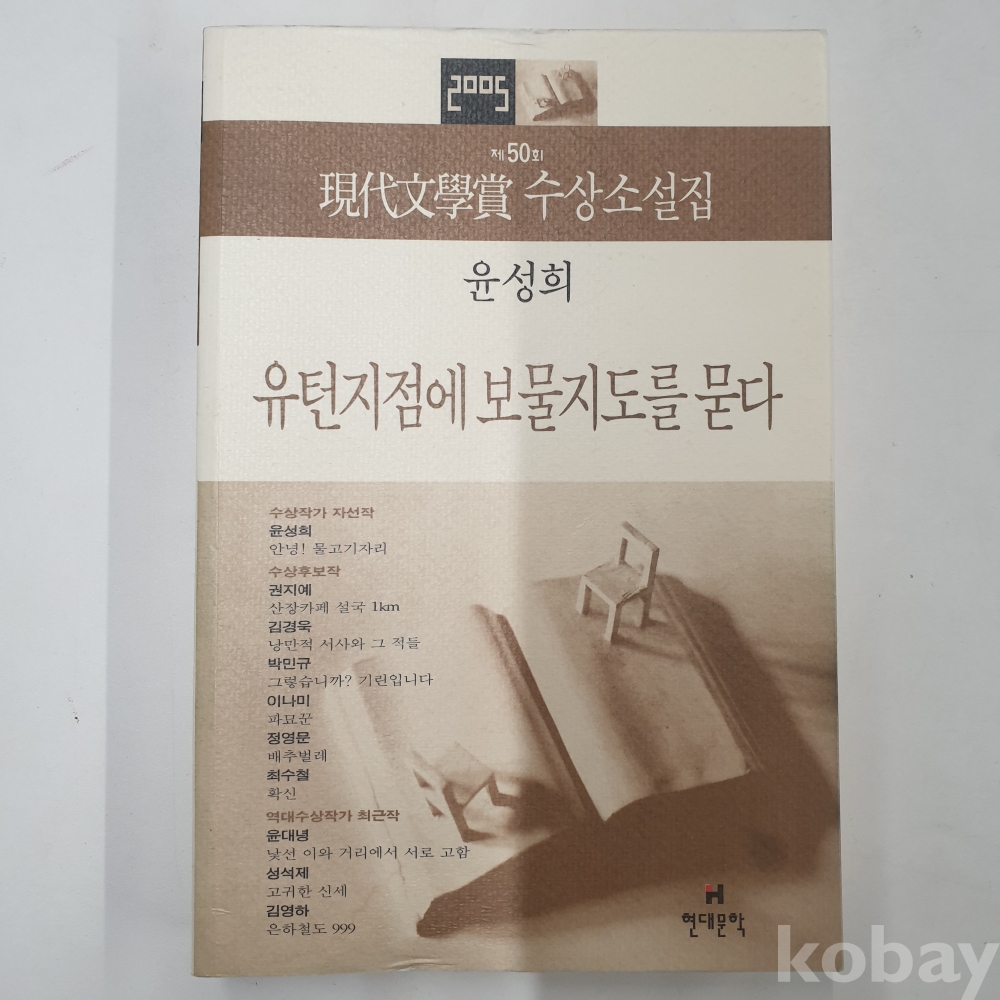 2005
제50회
現代文學賞 수상소설집
윤성희
유턴지점에 보물지도를 묻다
수상작가 자선작
윤성희
안녕! 물고기자리
수상후보작
권지예
산장카페 설국 1km
김경욱
낭만적 서사와 그 적들
박민규
그렇습니까? 기린입니다
이나미
파묘꾼
정영문
배추벌레
최수철
확신
역대수상작가 최근작
윤대녕
낯선 이와 거리에서 서로 고함
성석제
고귀한 신세
김영하
은하철도 999
현대문학
kobay